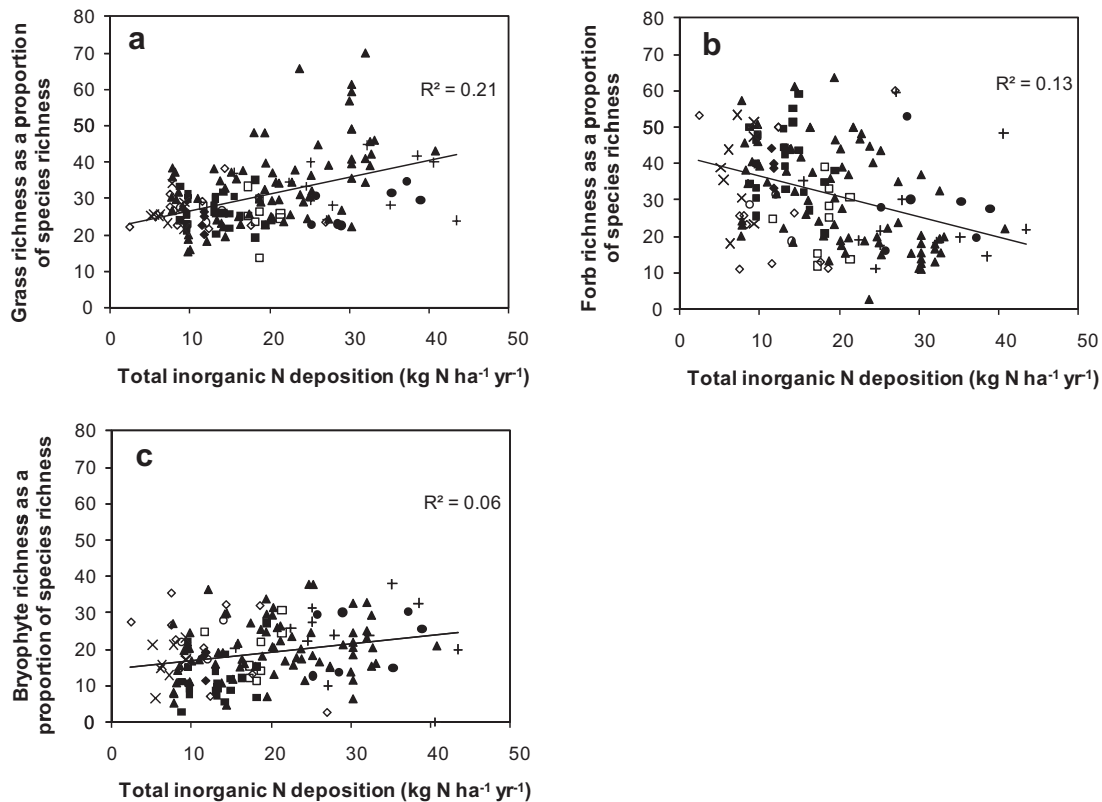 a
R² = 0.21
Grass richness as a proportion
of species richness
80
70
60
50
40
30
20
10
0
0 10 20 30 40 50
Total inorganic N deposition (kg N ha⁻¹ yr⁻¹)
b
R² = 0.13
Forb richness as a proportion
of species richness
80
70
60
50
40
30
20
10
0
0 10 20 30 40 50
Total inorganic N deposition (kg N ha⁻¹ yr⁻¹)
c
R² = 0.06
Bryophyte richness as a
proportion of species richness
80
70
60
50
40
30
20
10
0
0 10 20 30 40 50
Total inorganic N deposition (kg N ha⁻¹ yr⁻¹)